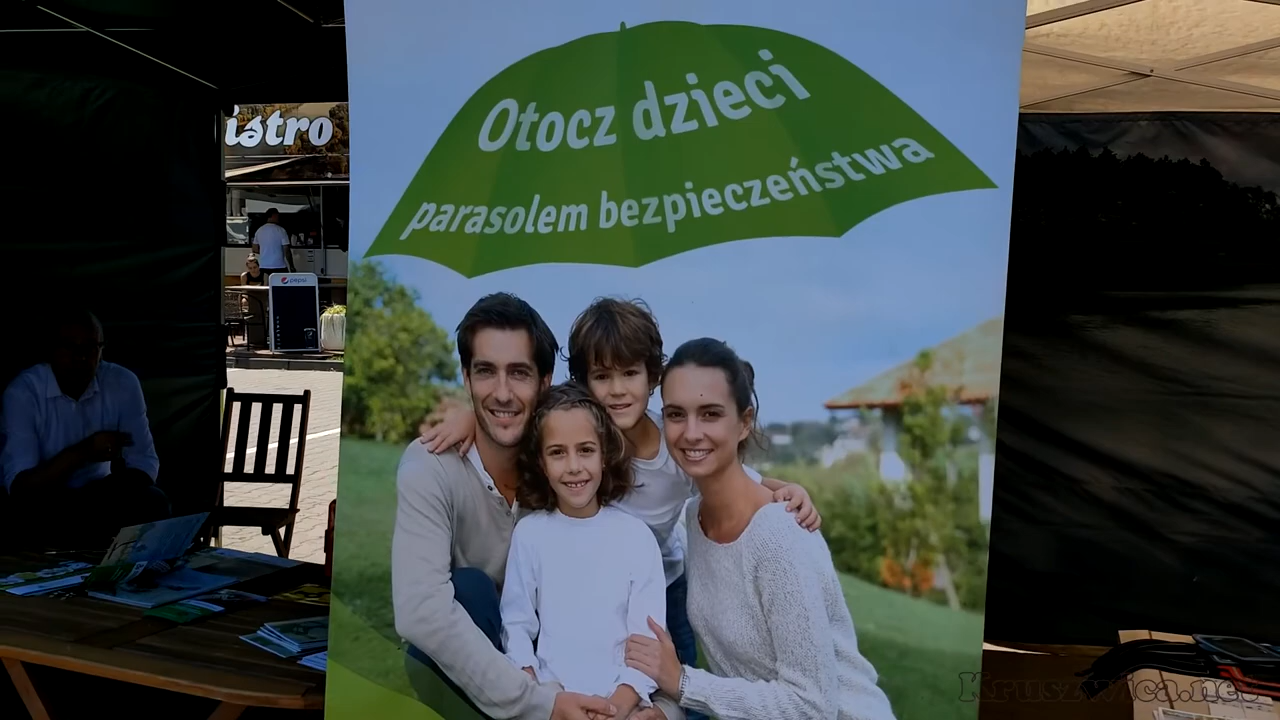 Otocz dzieci
parasolem bezpieczeństwa
istro
pepsi
Kruszwica.net